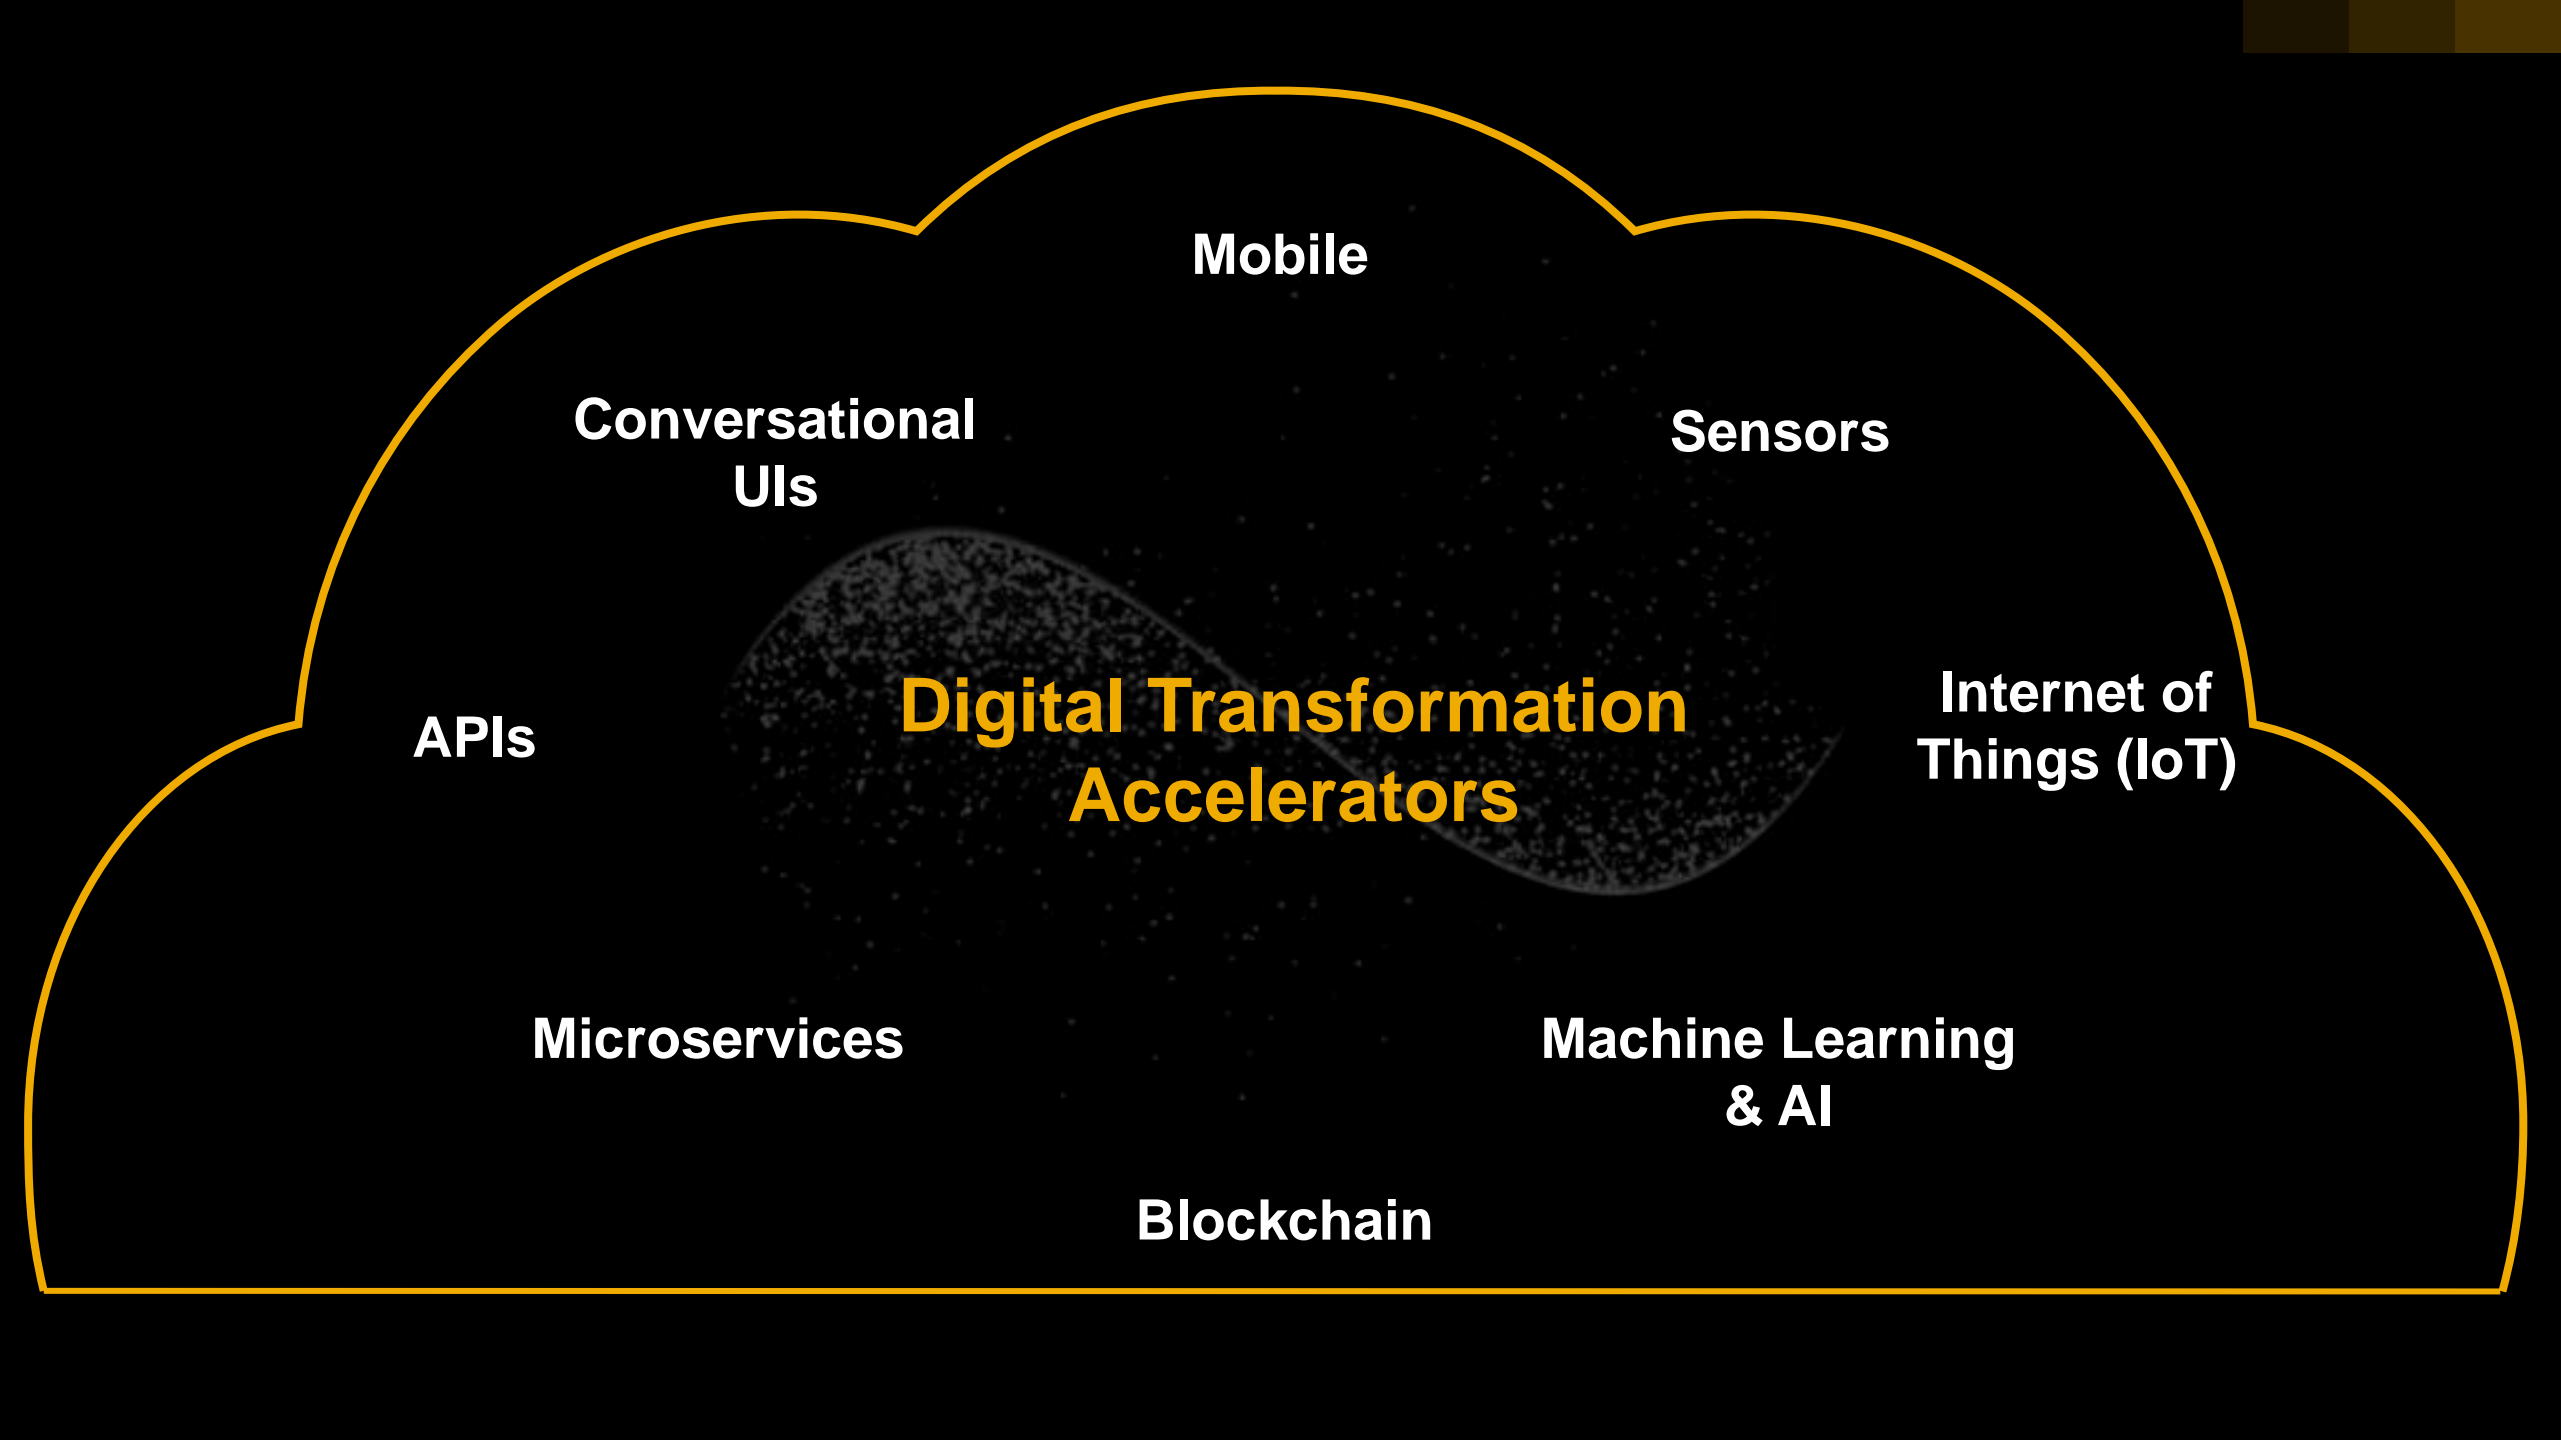 Mobile
Conversational
UIs
Sensors
Digital Transformation
Accelerators
APIs
Internet of
Things (IoT)
Microservices
Machine Learning
& AI
Blockchain